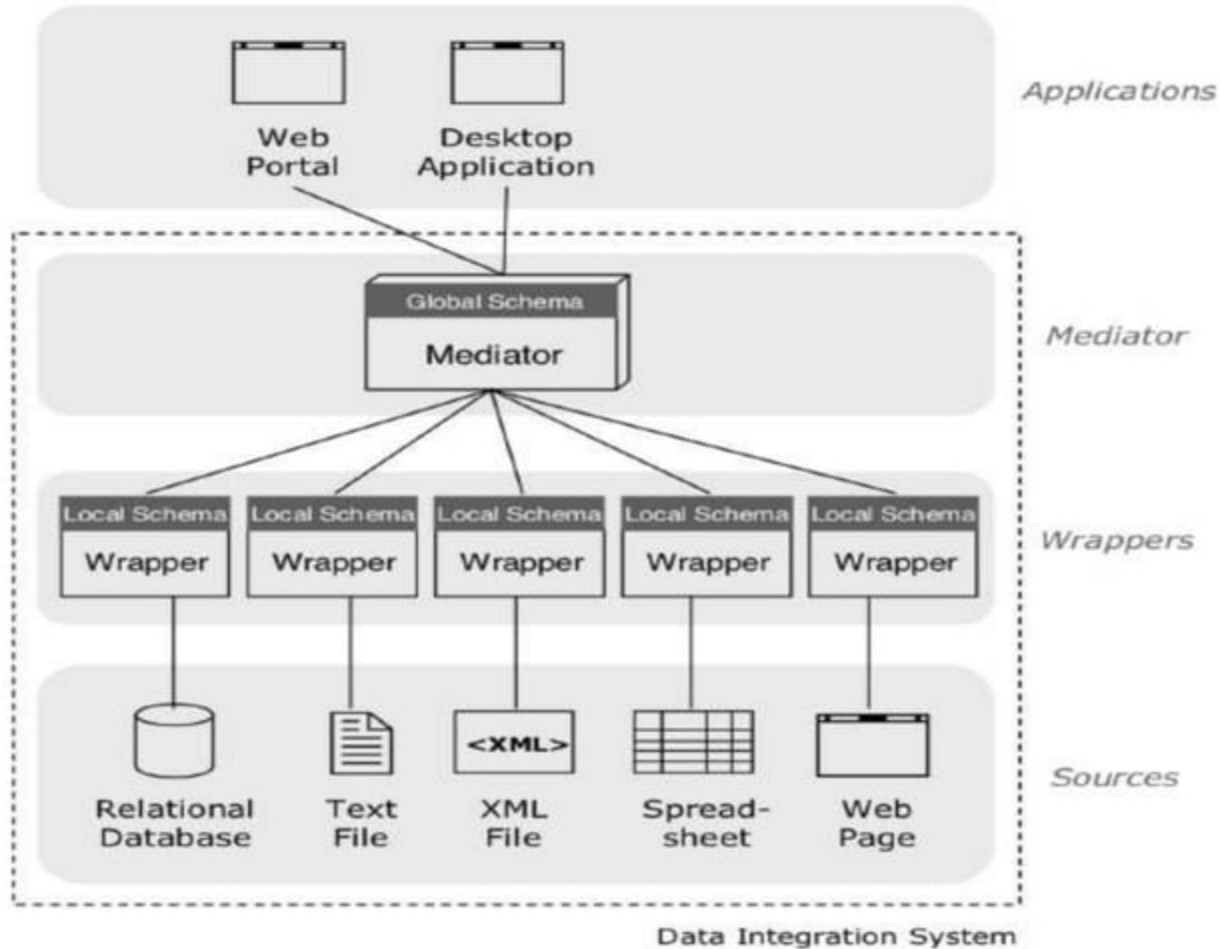 Web
Portal
Desktop
Application
Applications
Global Schema
Mediator
Mediator
Local Schema
Wrapper
Local Schema
Wrapper
Local Schema
Wrapper
Local Schema
Wrapper
Local Schema
Wrapper
Wrappers
<XML>
Relational
Database
Text
File
XML
File
Spread-
sheet
Web
Page
Sources
Data Integration System